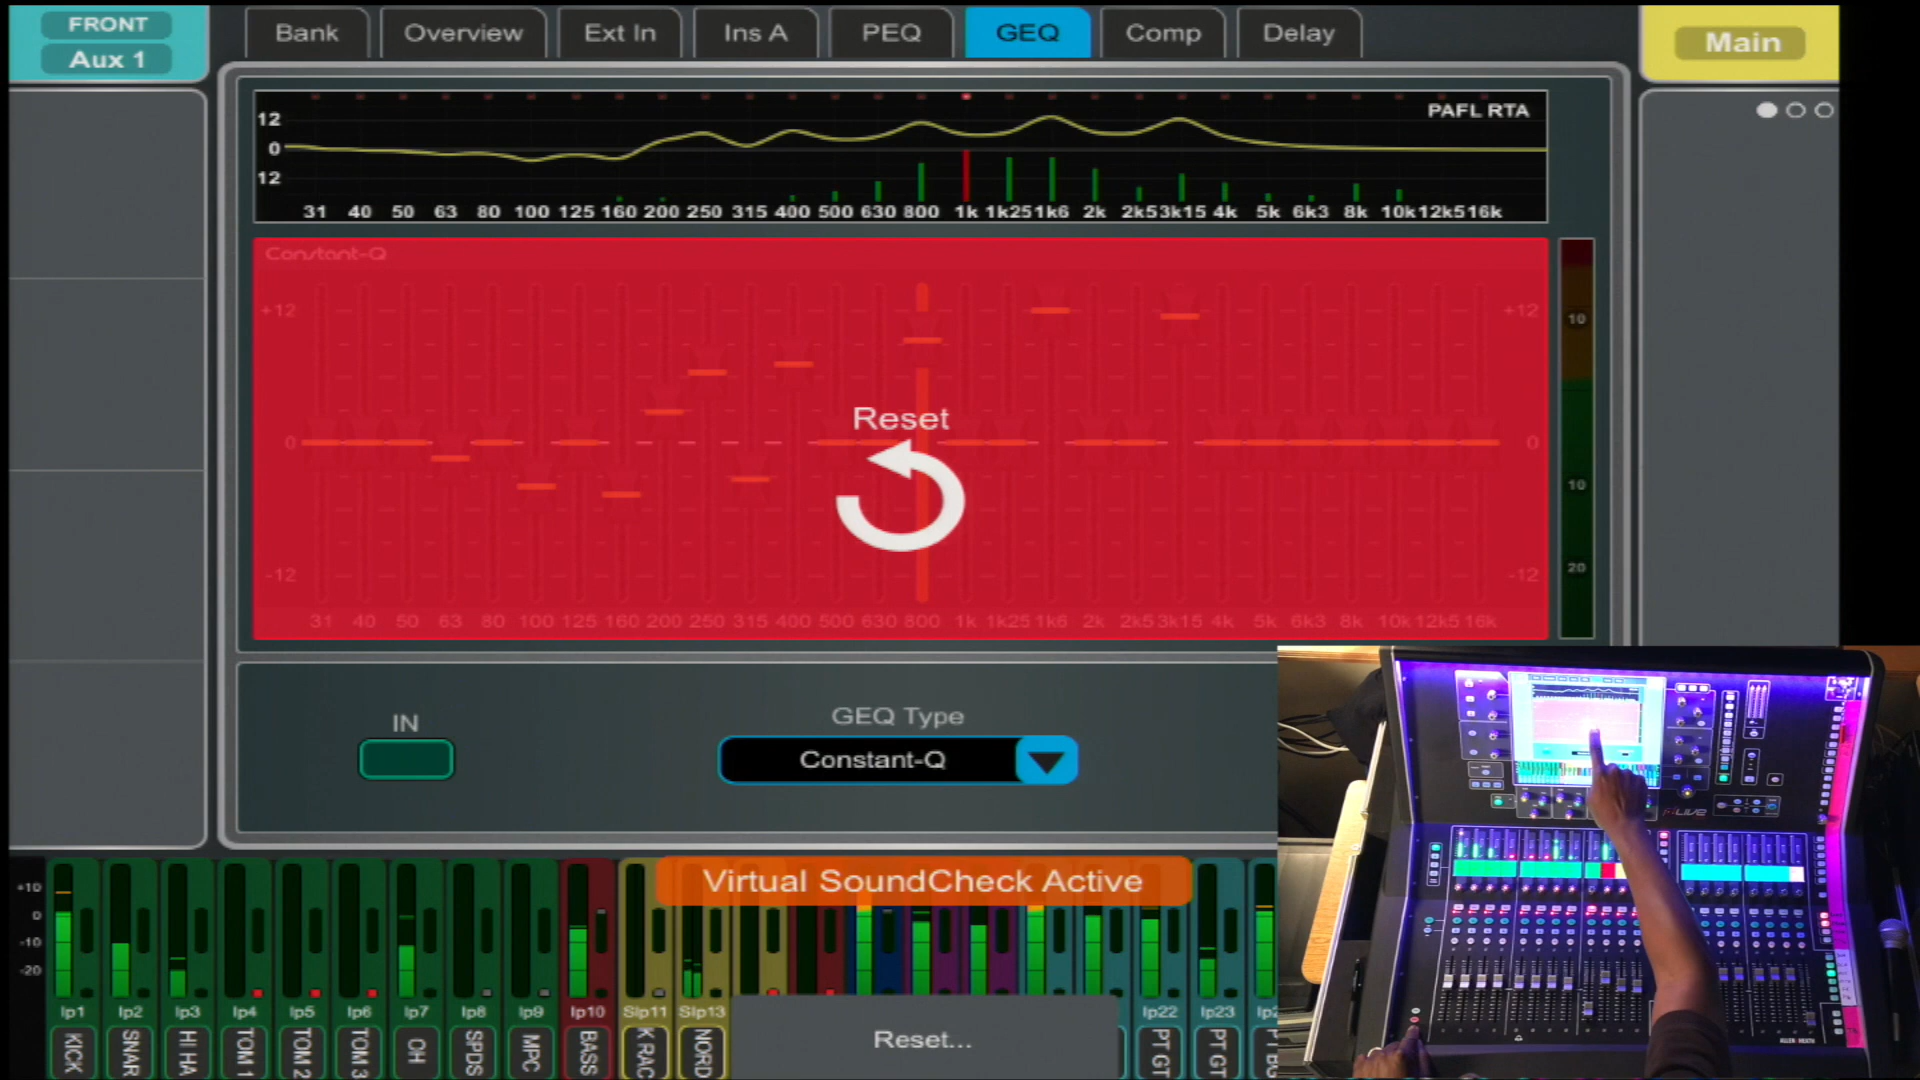 FRONT
Aux 1
Bank
Overview
Ext In
Ins A
PEQ
GEQ
Comp
Delay
Main
PAFL RTA
12
0
12
31 40 50 63 80 100 125 160 200 250 315 400 500 630 800 1k 1k25 1k6 2k 2k5 3k15 4k 5k 6k3 8k 10k 12k5 16k
Constant-Q
+12 +12
0 0
-12 -12
Reset
31 40 50 63 80 100 125 160 200 250 315 400 500 630 800 1k 1k25 1k6 2k 2k5 3k15 4k 5k 6k3 8k 10k 12k5 16k
10
10
20
IN
GEQ Type
Constant-Q
Virtual SoundCheck Active
+10
0
-10
-20
Ip1 Ip2 Ip3 Ip4 Ip5 Ip6 Ip7 Ip8 Ip9 Ip10 SIp11 SIp13 Ip22 Ip23
KICK SNAR HI HA TOM 1 TOM 2 TOM 3 CH SPDS MPC BASS K RAC NORD PT GT PT GT
Reset...
ALLEN HEATH